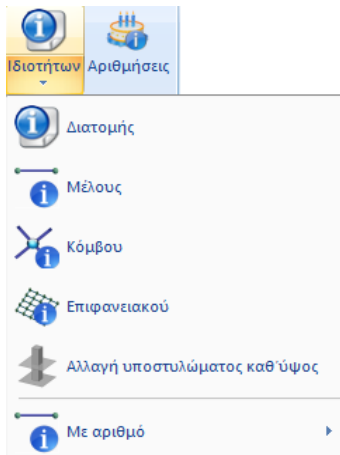 Ιδιοτήτων Αριθμήσεις
Διατομής
Μέλους
Κόμβου
Επιφανειακού
Αλλαγή υποστυλώματος καθ΄ύψος
Με αριθμό